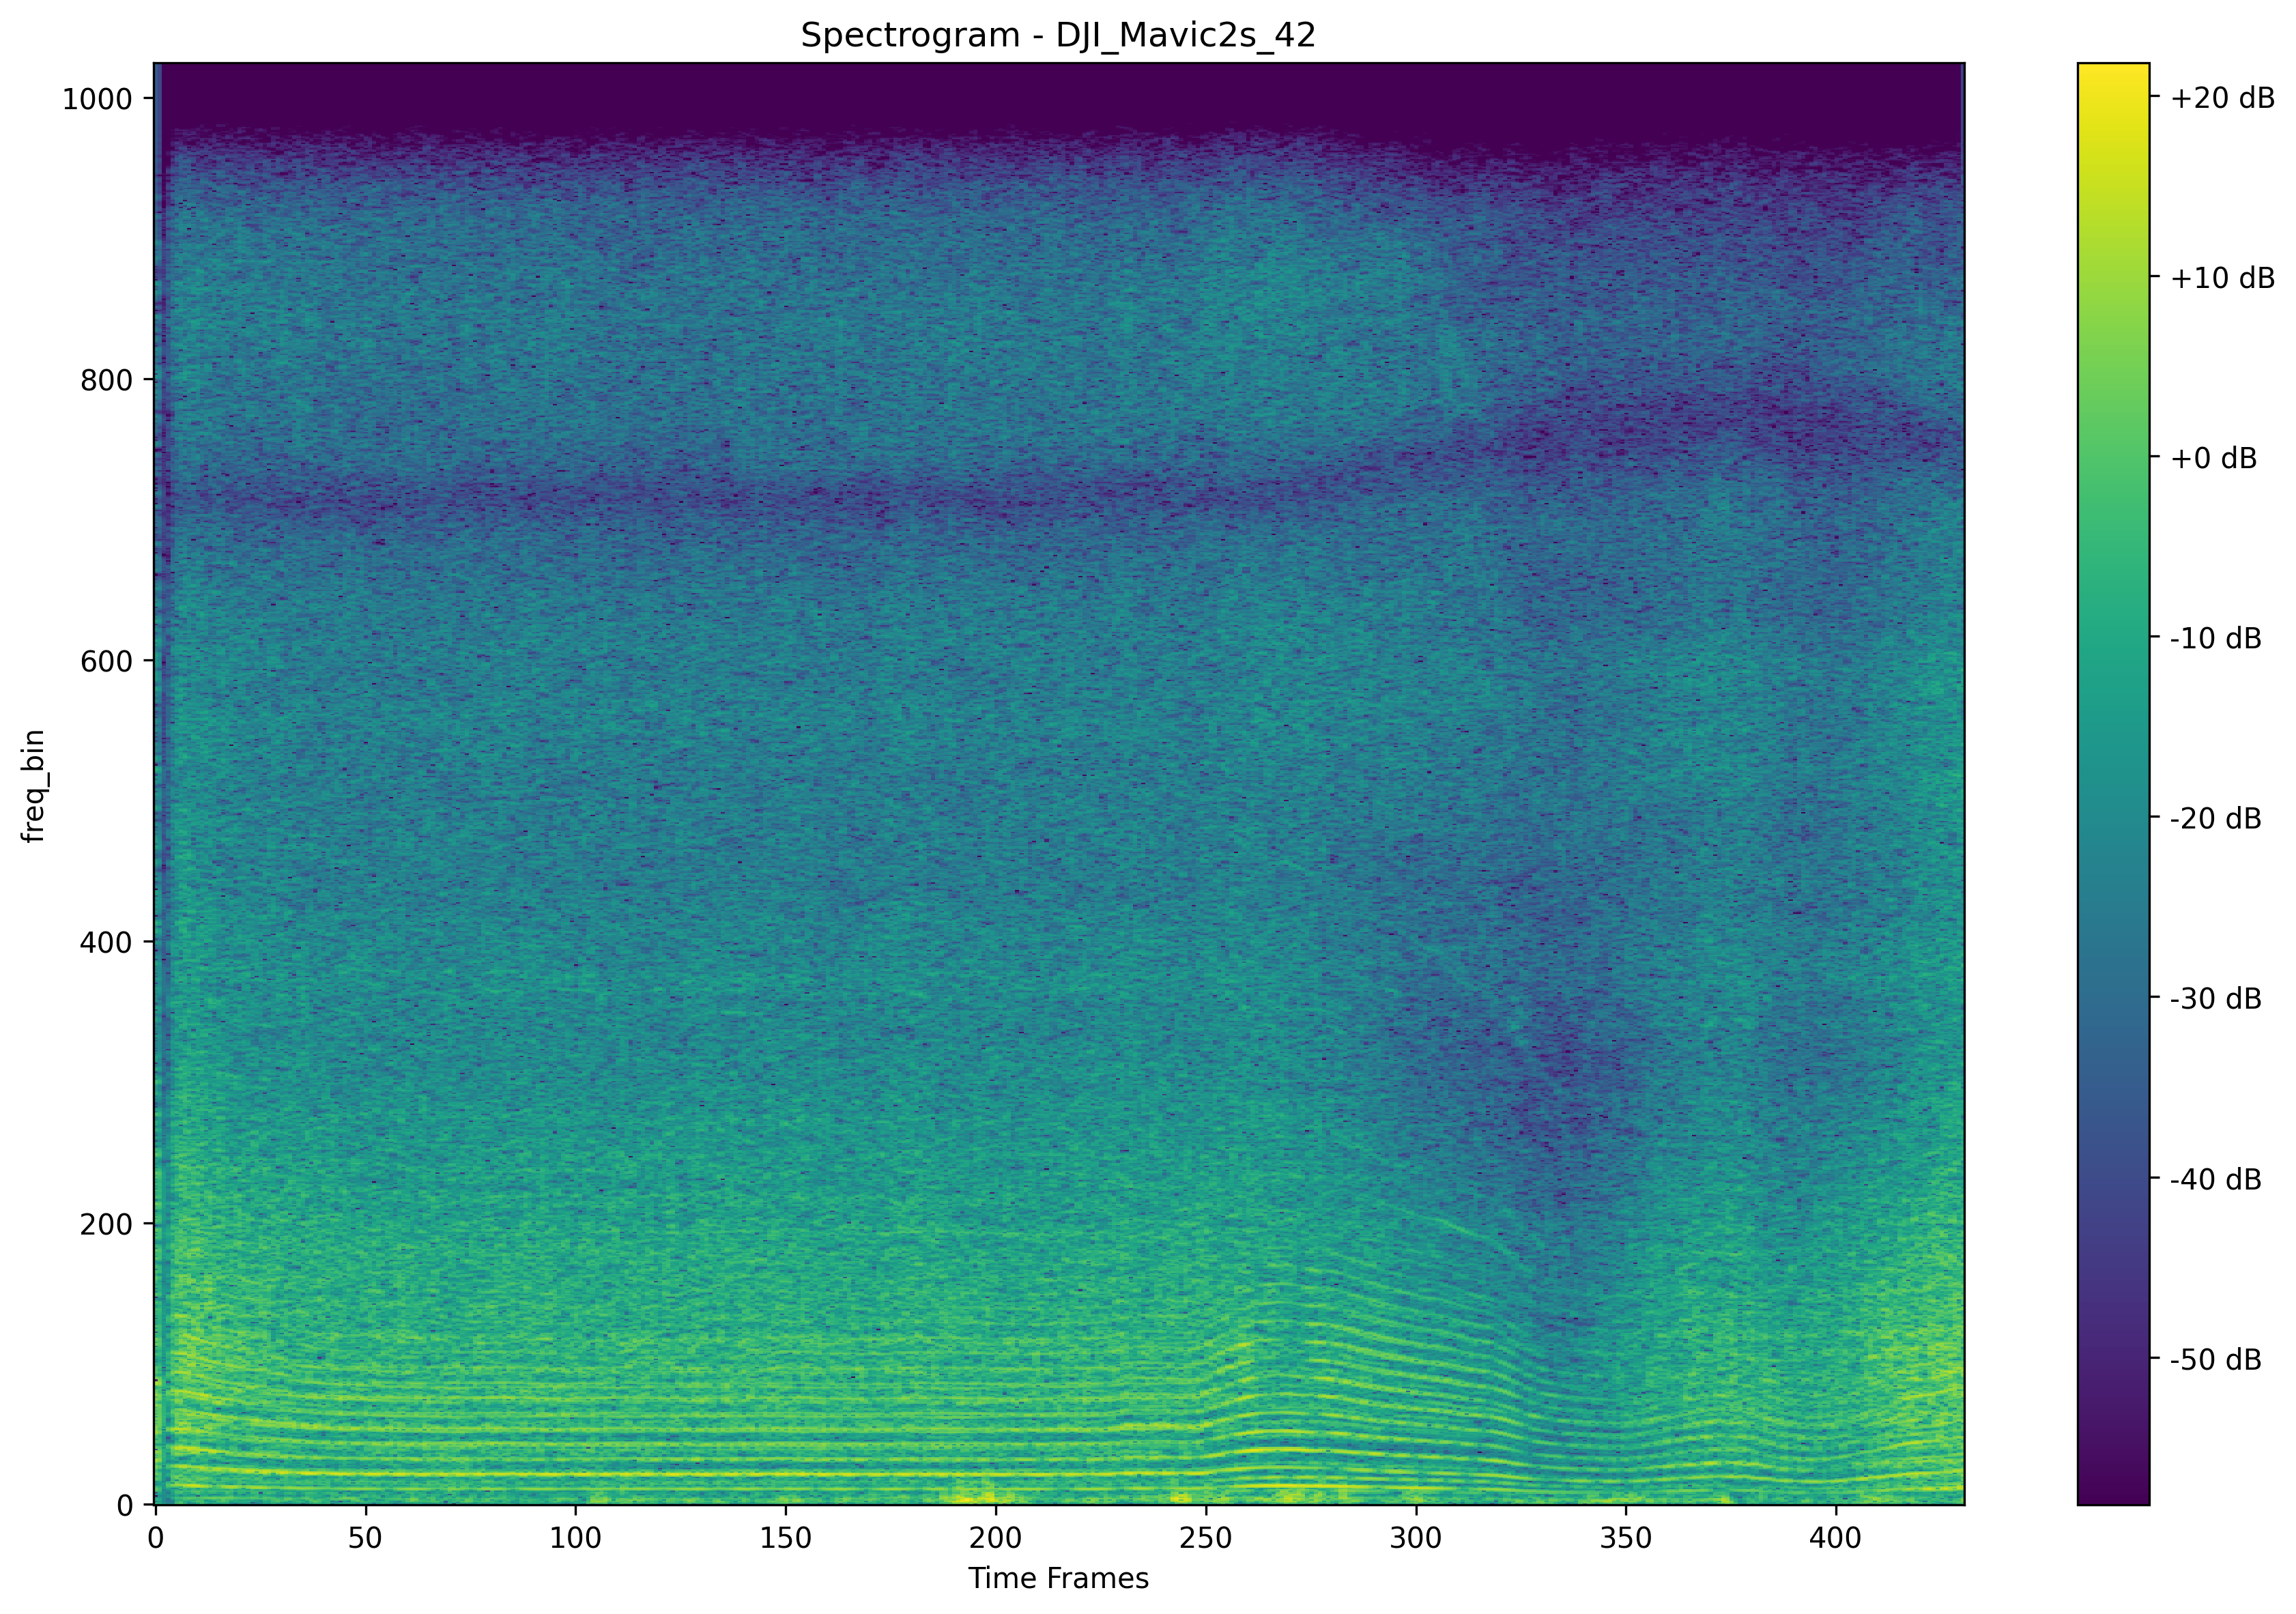 Spectrogram - DJI_Mavic2s_42
1000
800
600
400
200
0
freq_bin
0 50 100 150 200 250 300 350 400
Time Frames
+20 dB
+10 dB
+0 dB
-10 dB
-20 dB
-30 dB
-40 dB
-50 dB